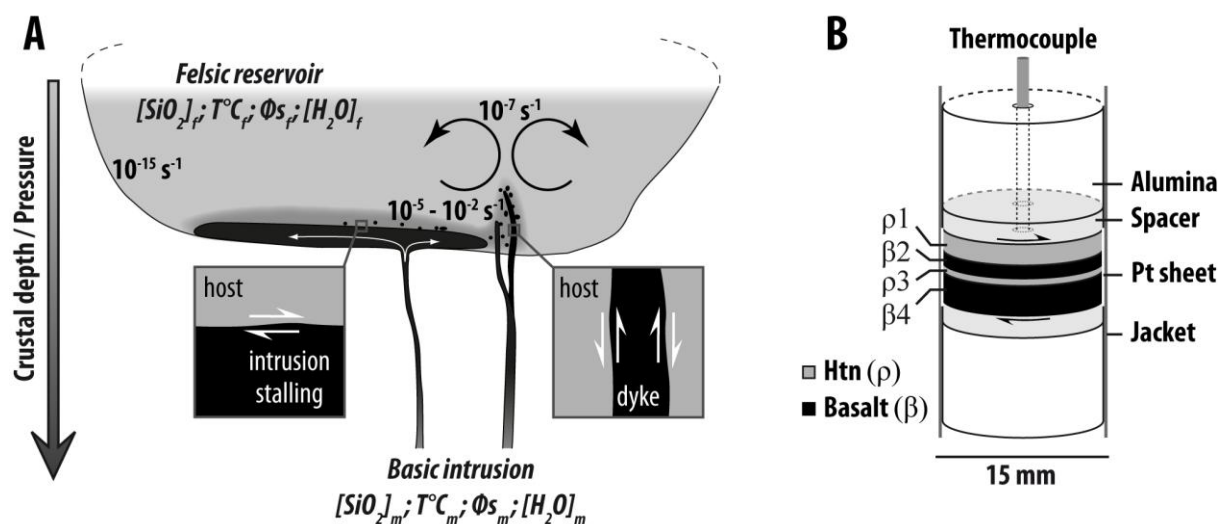 A
Crustal depth / Pressure
Felsic reservoir
[SiO₂]f; T°Cf; Φsf; [H₂O]f
10⁻⁷ s⁻¹
10⁻¹⁵ s⁻¹
10⁻⁵ - 10⁻² s⁻¹
host
intrusion
stalling
host
dyke
Basic intrusion
[SiO₂]m; T°Cm; Φsm; [H₂O]m
B
Thermocouple
Alumina
Spacer
Pt sheet
Jacket
ρ1
β2
ρ3
β4
Htn (ρ)
Basalt (β)
15 mm